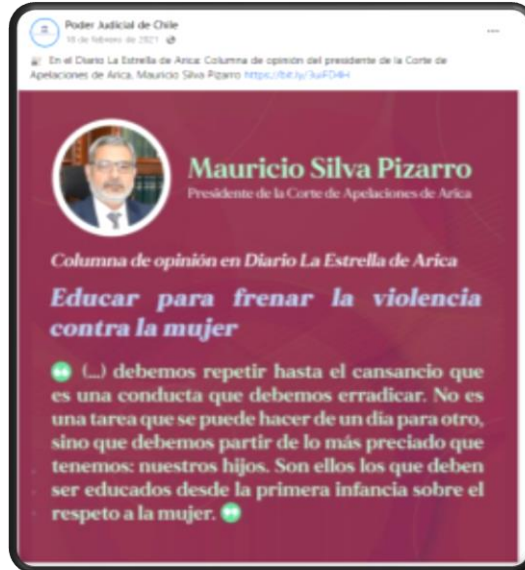 Poder Judicial de Chile
18 de febrero de 2021
En el Diario La Estrella de Arica: Columna de opinión del presidente de la Corte de
Apelaciones de Arica, Mauricio Silva Pizarro https://bit.ly/3uiFD4H
Mauricio Silva Pizarro
Presidente de la Corte de Apelaciones de Arica
Columna de opinión en Diario La Estrella de Arica
Educar para frenar la violencia
contra la mujer
(...) debemos repetir hasta el cansancio que
es una conducta que debemos erradicar. No es
una tarea que se puede hacer de un día para otro,
sino que debemos partir de lo más preciado que
tenemos: nuestros hijos. Son ellos los que deben
ser educados desde la primera infancia sobre el
respeto a la mujer.